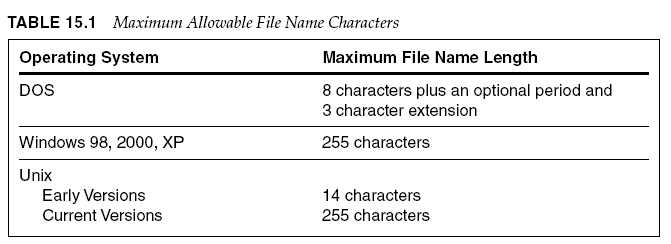 TABLE 15.1 Maximum Allowable File Name Characters
Operating System Maximum File Name Length
DOS 8 characters plus an optional period and
3 character extension
Windows 98, 2000, XP 255 characters
Unix
Early Versions 14 characters
Current Versions 255 characters